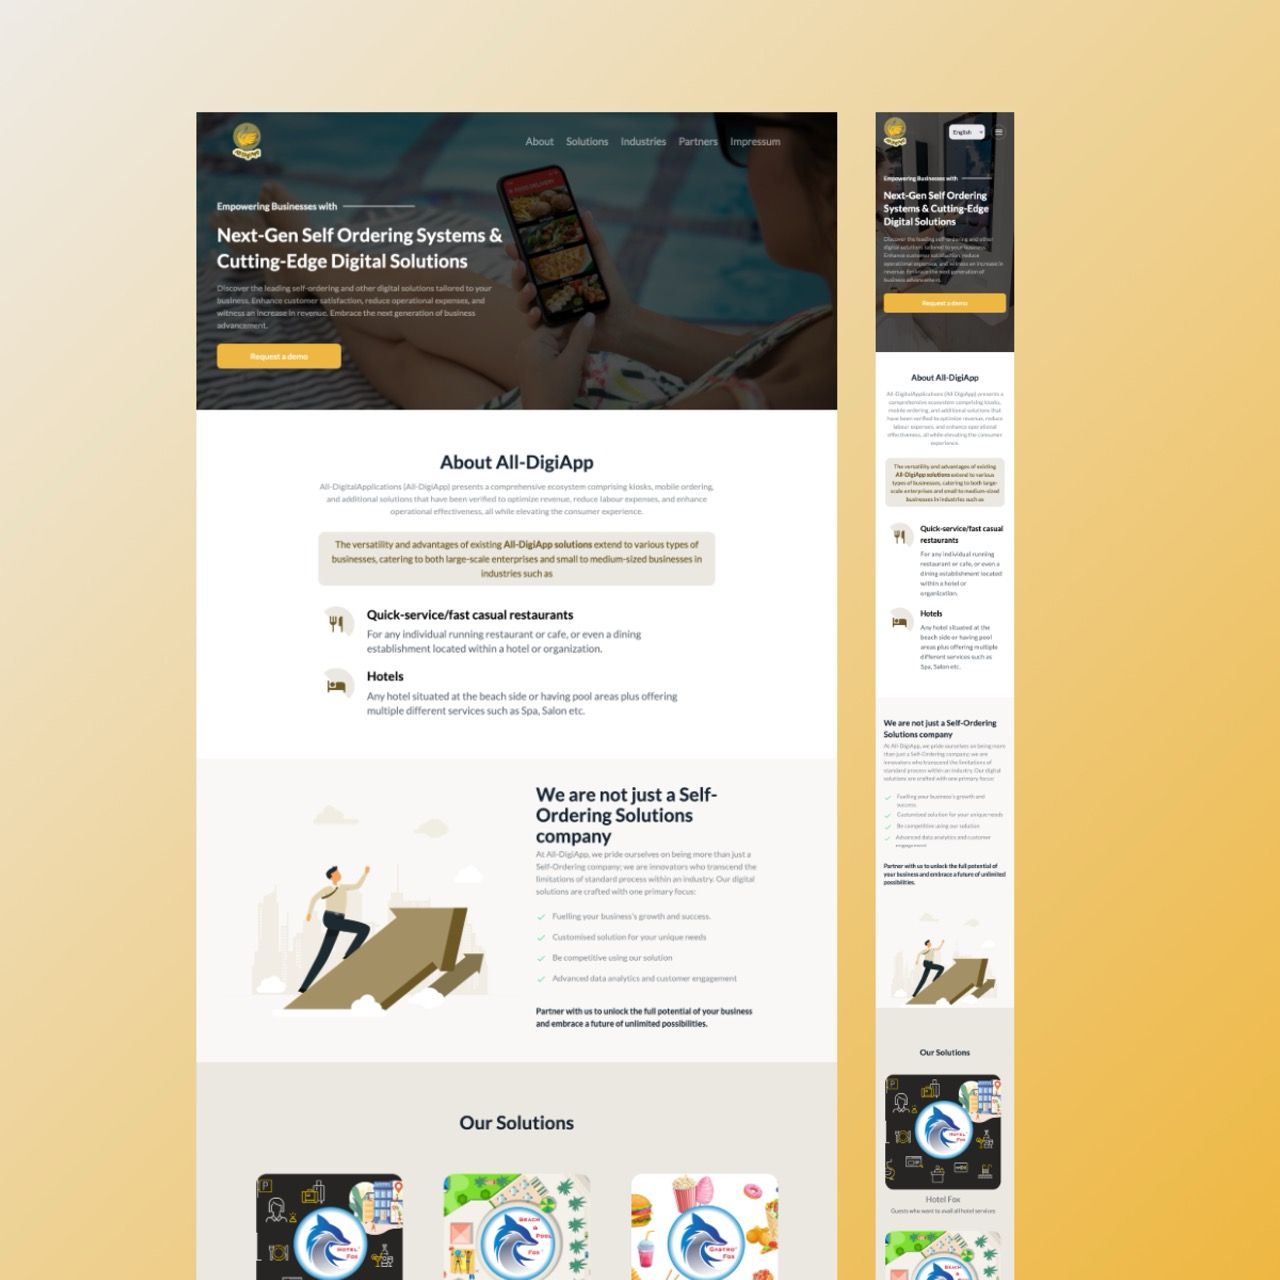 About Solutions Industries Partners Impressum
Empowering Businesses with
Next-Gen Self Ordering Systems &
Cutting-Edge Digital Solutions
Discover the leading self-ordering and other digital solutions tailored to your
business. Enhance customer satisfaction, reduce operational expenses, and
witness an increase in revenue. Embrace the next generation of business
advancement.
Request a demo
About All-DigiApp
All-DigitalApplications (All-DigiApp) presents a comprehensive ecosystem comprising kiosks, mobile ordering,
and additional solutions that have been verified to optimize revenue, reduce labour expenses, and enhance
operational effectiveness, all while elevating the consumer experience.
The versatility and advantages of existing All-DigiApp solutions extend to various types of
businesses, catering to both large-scale enterprises and small to medium-sized businesses in
industries such as
Quick-service/fast casual restaurants
For any individual running restaurant or cafe, or even a dining
establishment located within a hotel or organization.
Hotels
Any hotel situated at the beach side or having pool areas plus offering
multiple different services such as Spa, Salon etc.
We are not just a Self-
Ordering Solutions
company
At All-DigiApp, we pride ourselves on being more than just a
Self-Ordering company; we are innovators who transcend the
limitations of standard process within an industry. Our digital
solutions are crafted with one primary focus:
Fuelling your business's growth and success.
Customised solution for your unique needs
Be competitive using our solution
Advanced data analytics and customer engagement
Partner with us to unlock the full potential of your business
and embrace a future of unlimited possibilities.
Our Solutions
HOTEL
FOX
BEACH
&
POOL
FOX
GASTRO
FOX
English
Empowering Businesses with
Next-Gen Self Ordering
Systems & Cutting-Edge
Digital Solutions
Discover the leading self-ordering and other
digital solutions tailored to your business.
Enhance customer satisfaction, reduce
operational expenses, and witness an increase in
revenue. Embrace the next generation of
business advancement.
Request a demo
About All-DigiApp
All-DigitalApplications (All-DigiApp) presents a
comprehensive ecosystem comprising kiosks,
mobile ordering, and additional solutions that
have been verified to optimize revenue, reduce
labour expenses, and enhance operational
effectiveness, all while elevating the consumer
experience.
The versatility and advantages of existing
All-DigiApp solutions extend to various
types of businesses, catering to both large-
scale enterprises and small to medium-sized
businesses in industries such as
Quick-service/fast casual
restaurants
For any individual running
restaurant or cafe, or even a
dining establishment located
within a hotel or
organization.
Hotels
Any hotel situated at the
beach side or having pool
areas plus offering multiple
different services such as
Spa, Salon etc.
We are not just a Self-Ordering
Solutions company
At All-DigiApp, we pride ourselves on being more
than just a Self-Ordering company; we are
innovators who transcend the limitations of
standard process within an industry. Our digital
solutions are crafted with one primary focus:
Fuelling your business's growth and
success.
Customised solution for your unique needs
Be competitive using our solution
Advanced data analytics and customer
engagement
Partner with us to unlock the full potential of
your business and embrace a future of unlimited
possibilities.
Our Solutions
HOTEL
FOX
Hotel Fox
Guests who want to avail all hotel services
BEACH
&